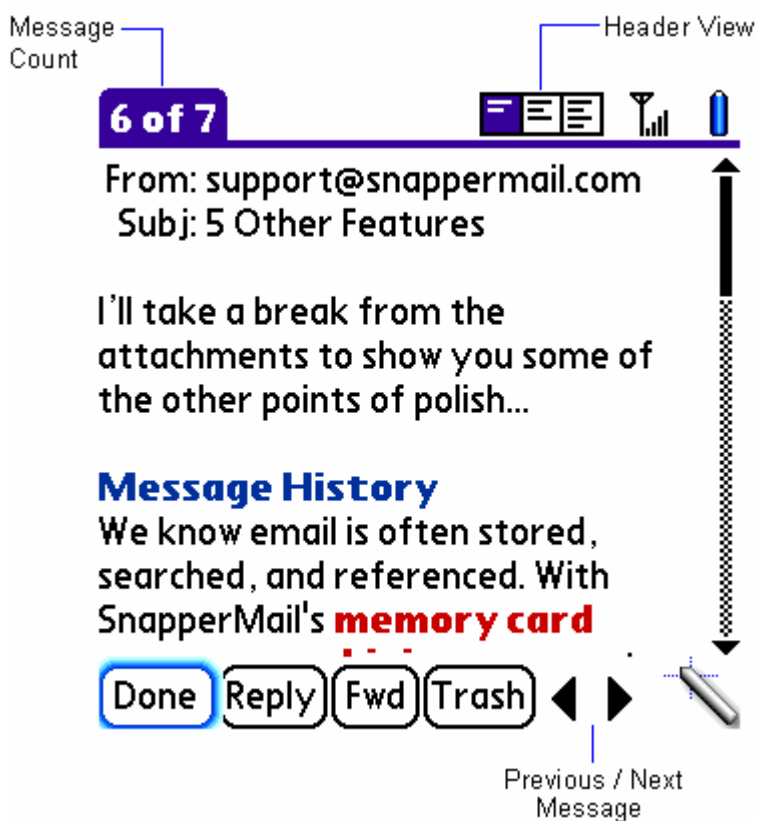 Message
Count
Header View
6 of 7
From: support@snappermail.com
Subj: 5 Other Features
I'll take a break from the
attachments to show you some of
the other points of polish...
Message History
We know email is often stored,
searched, and referenced. With
SnapperMail's memory card
Done Reply Fwd Trash
Previous / Next
Message